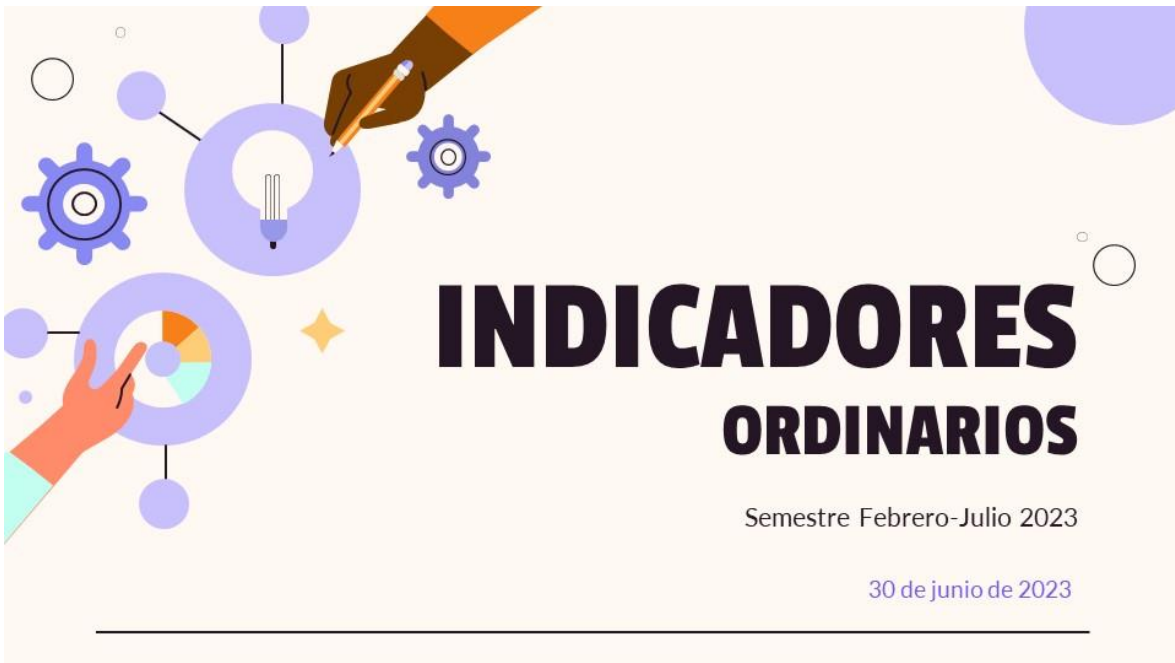 INDICADORES
ORDINARIOS
Semestre Febrero-Julio 2023
30 de junio de 2023